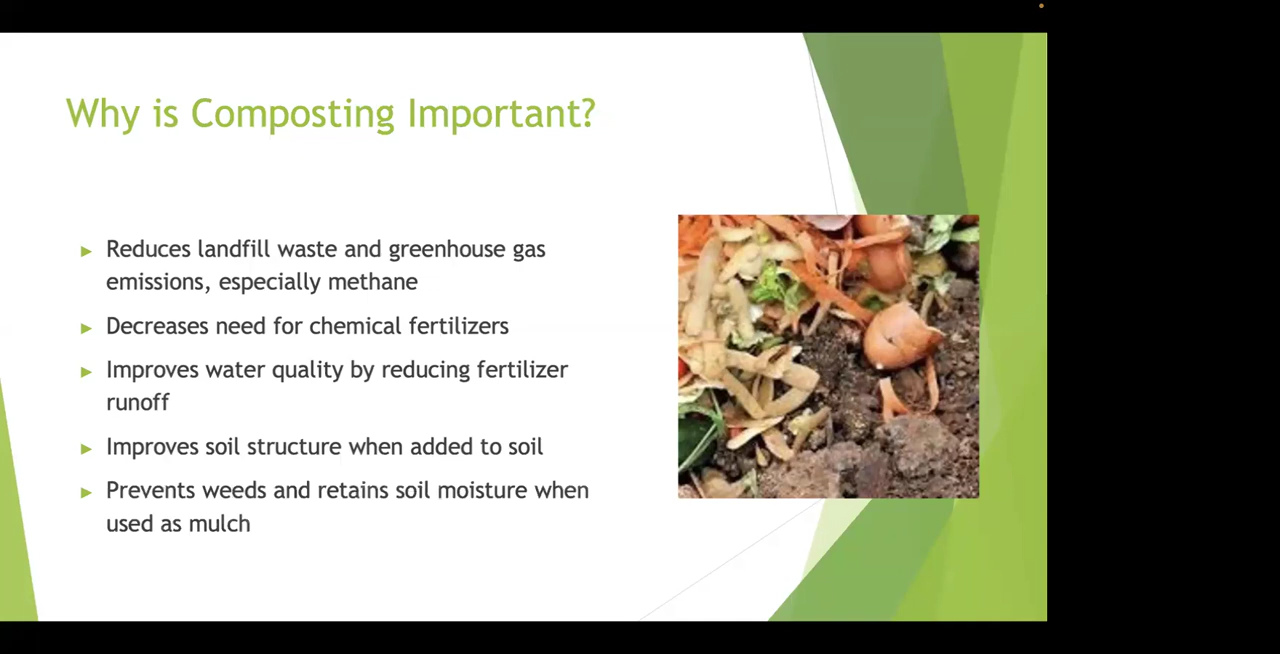 Why is Composting Important?
Reduces landfill waste and greenhouse gas
emissions, especially methane
Decreases need for chemical fertilizers
Improves water quality by reducing fertilizer
runoff
Improves soil structure when added to soil
Prevents weeds and retains soil moisture when
used as mulch